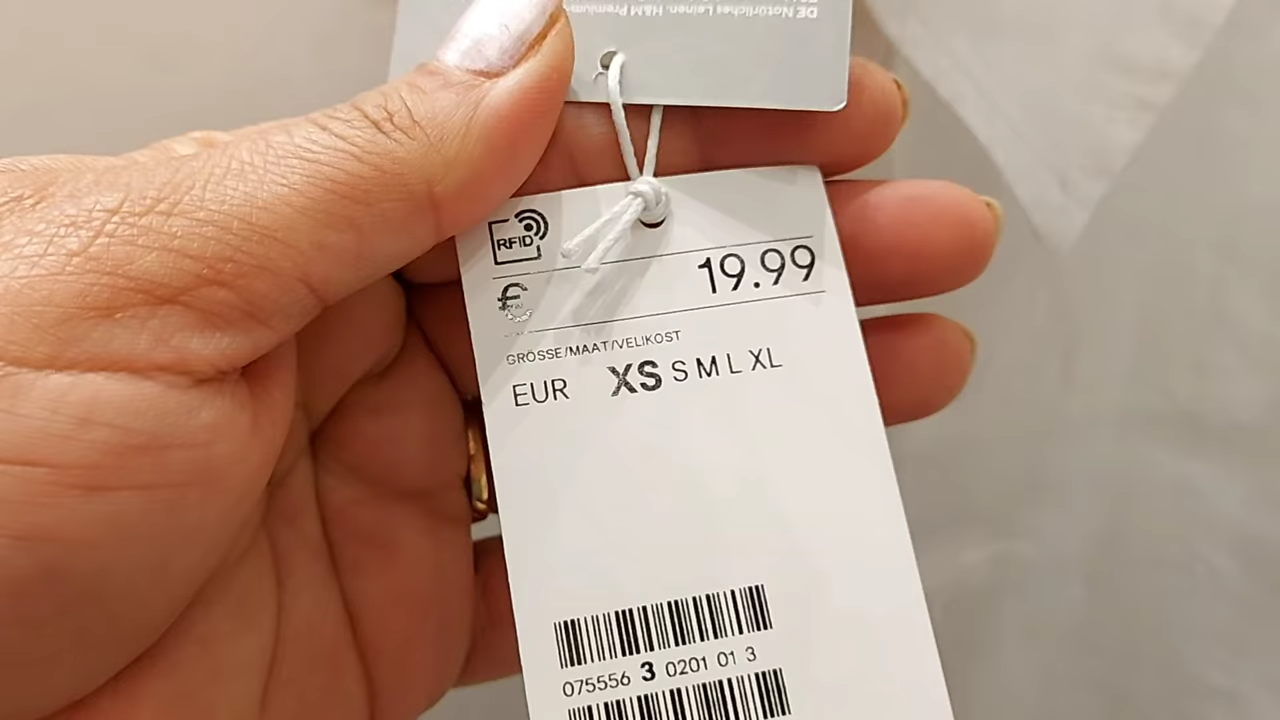 DE Natürliches Leinen. H&M Premium
RFID
€ 19.99
GRÖSSE/MAAT/VELIKOST
EUR XS S M L XL
075556 3 0201 01 3